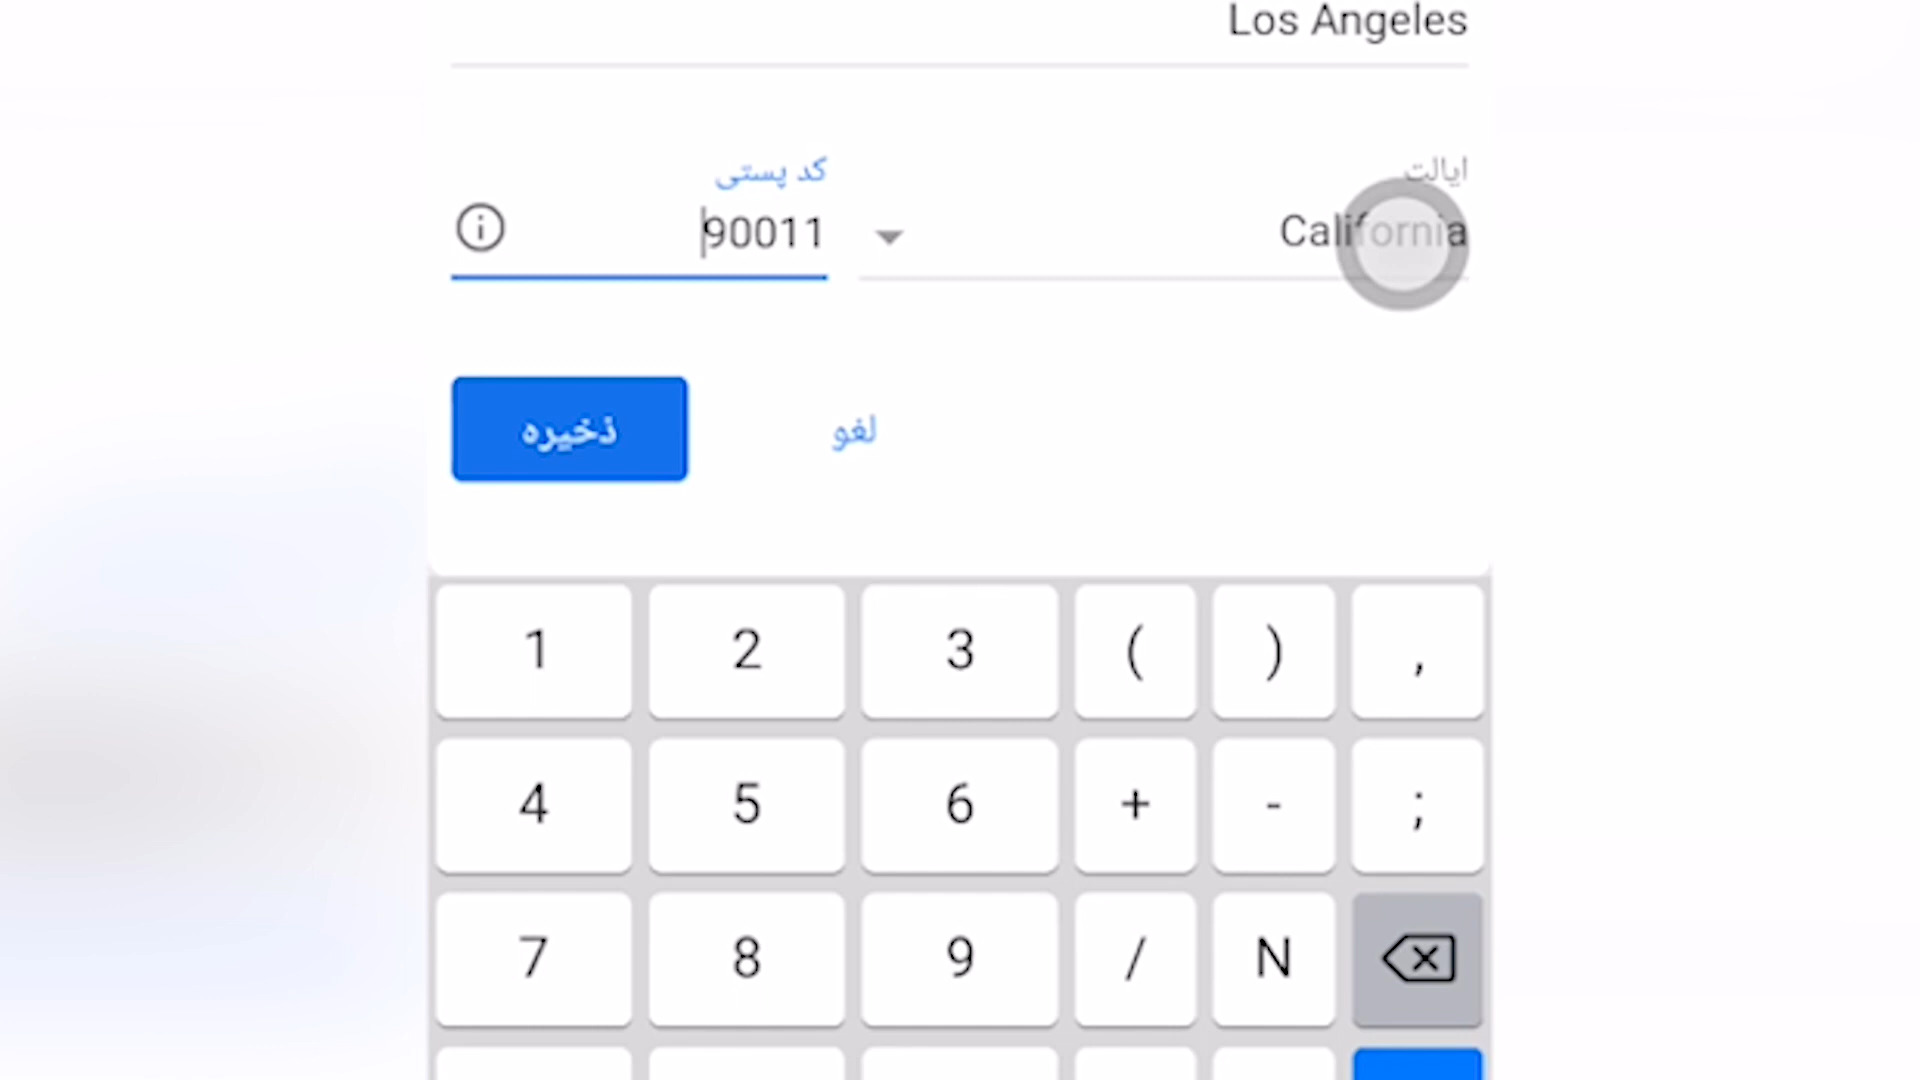 Los Angeles
ایالت
کد پستی
California
90011
ذخیره
لغو
1 2 3 ( ) ,
4 5 6 + - ;
7 8 9 / N